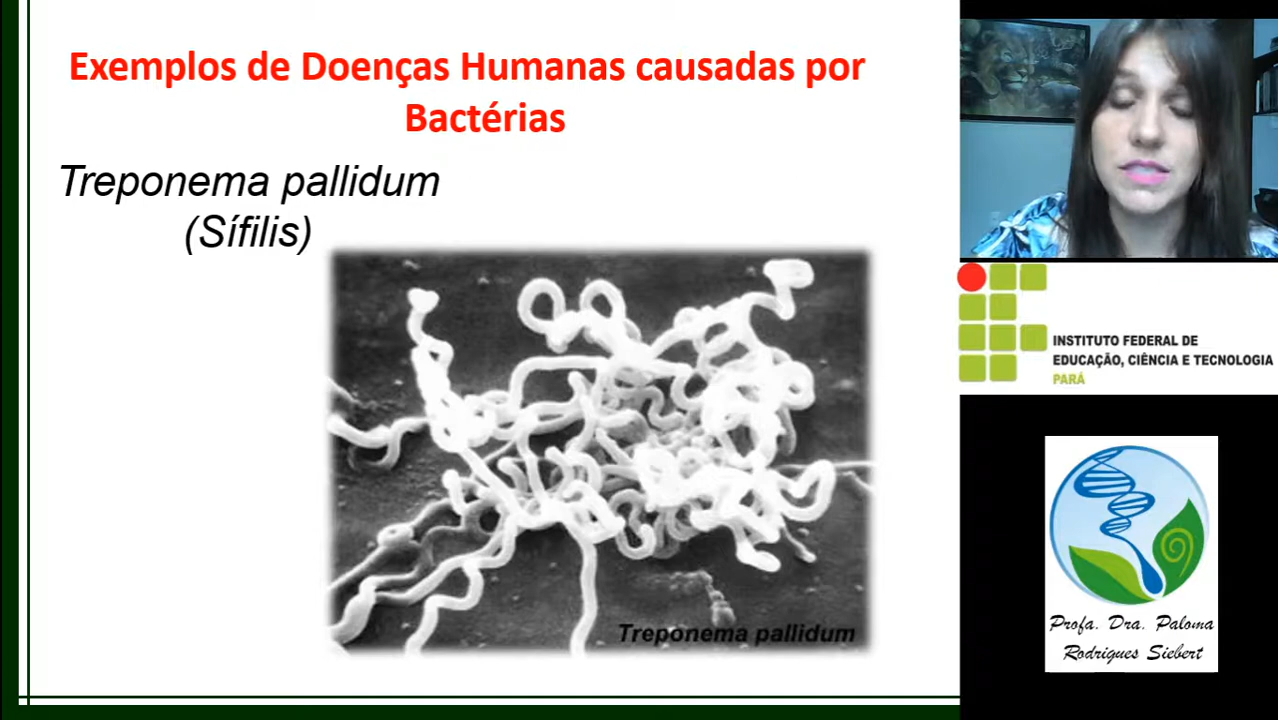 Exemplos de Doenças Humanas causadas por
Bactérias
Treponema pallidum
(Sífilis)
Treponema pallidum
INSTITUTO FEDERAL DE
EDUCAÇÃO, CIÊNCIA E TECNOLOGIA
PARÁ
Profa. Dra. Paloma
Rodrigues Siebert